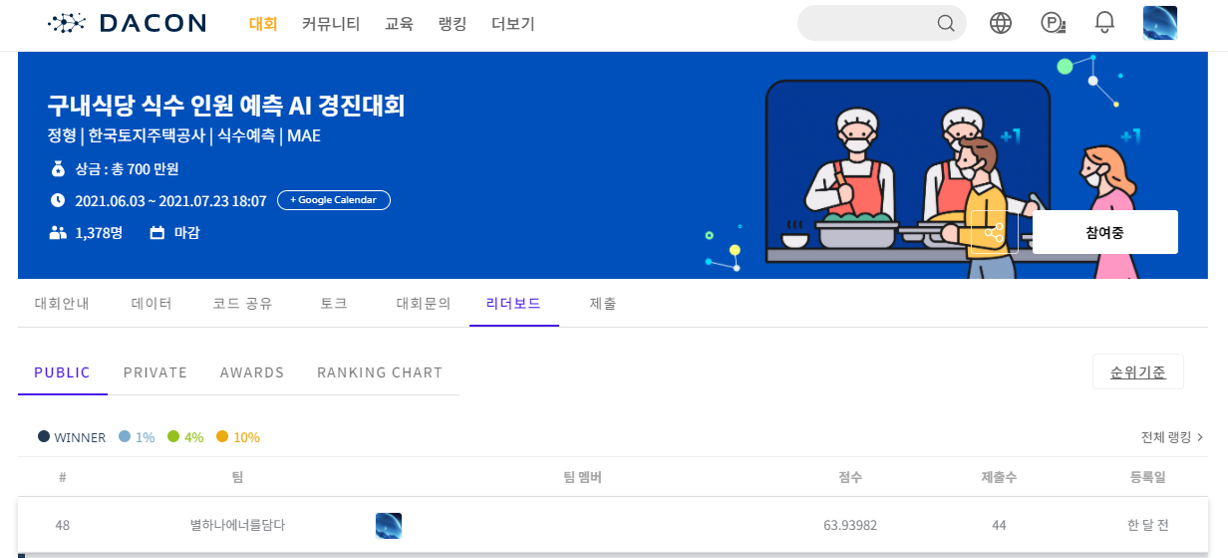 DACON 대회 커뮤니티 교육 랭킹 더보기
구내식당 식수 인원 예측 AI 경진대회
정형 | 한국토지주택공사 | 식수예측 | MAE
+1 +1
상금 : 총 700 만원
2021.06.03 ~ 2021.07.23 18:07 + Google Calendar
1,378명 마감
참여중
대회안내 데이터 코드 공유 토크 대회문의 리더보드 제출
PUBLIC PRIVATE AWARDS RANKING CHART 순위기준
WINNER 1% 4% 10% 전체 랭킹 >
# 팀 팀 멤버 점수 제출수 등록일
48 별하나에너를담다 63.93982 44 한 달 전